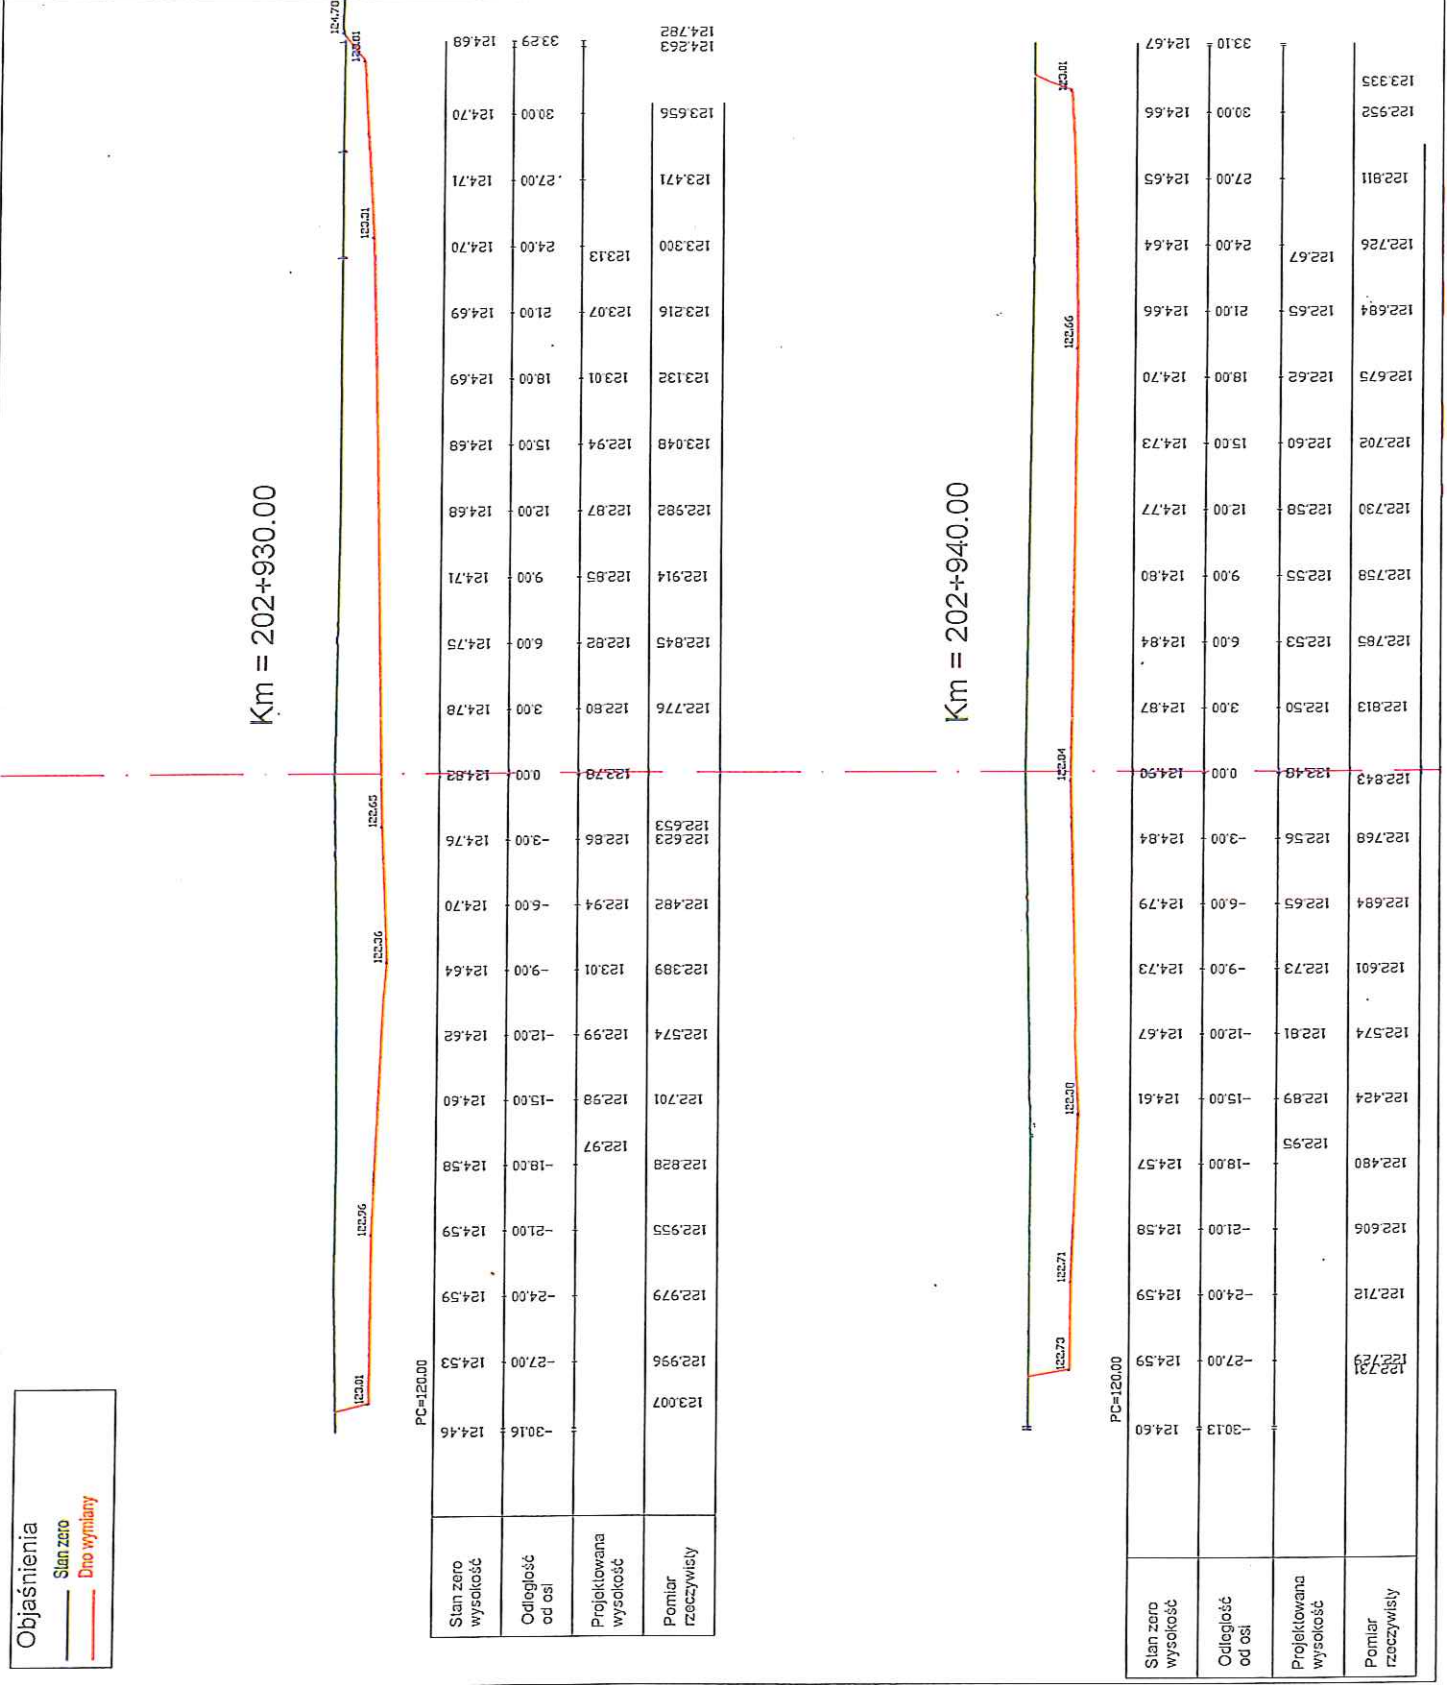 Objaśnienia
Stan zero
Dno wymiany
Km = 202+930.00
123.01 122.96 122.36 122.65 123.01 123.01 124.70
PC=120.00
Stan zero wysokość 124.46 124.53 124.59 124.59 124.58 124.60 124.62 124.64 124.70 124.76 124.83 124.78 124.75 124.71 124.68 124.68 124.69 124.69 124.70 124.71 124.70 124.68
Odległość od osi -30.16 -27.00 -24.00 -21.00 -18.00 -15.00 -12.00 -9.00 -6.00 -3.00 0.00 3.00 6.00 9.00 12.00 15.00 18.00 21.00 24.00 27.00 30.00 33.29
Projektowana wysokość 122.97 122.98 122.99 123.01 122.94 122.86 122.78 122.80 122.82 122.85 122.87 122.94 123.01 123.07 123.13
Pomiar rzeczywisty 123.007 122.996 122.979 122.955 122.828 122.701 122.574 122.389 122.482 122.623 122.653 122.776 122.845 122.914 122.982 123.048 123.132 123.216 123.300 123.471 123.656 124.263 124.782
Km = 202+940.00
122.73 122.71 122.30 122.84 122.66 123.01
PC=120.00
Stan zero wysokość 124.60 124.59 124.59 124.58 124.57 124.61 124.67 124.73 124.79 124.84 124.90 124.87 124.84 124.80 124.77 124.73 124.70 124.66 124.64 124.65 124.66 124.67
Odległość od osi -30.13 -27.00 -24.00 -21.00 -18.00 -15.00 -12.00 -9.00 -6.00 -3.00 0.00 3.00 6.00 9.00 12.00 15.00 18.00 21.00 24.00 27.00 30.00 33.10
Projektowana wysokość 122.95 122.89 122.81 122.73 122.65 122.56 122.48 122.50 122.53 122.55 122.58 122.60 122.62 122.65 122.67
Pomiar rzeczywisty 122.731 122.729 122.712 122.606 122.480 122.424 122.574 122.601 122.684 122.768 122.843 122.813 122.785 122.758 122.730 122.702 122.675 122.684 122.726 122.811 122.952 123.335